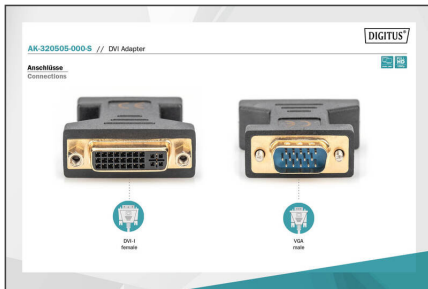 DIGITUS®
AK-320505-000-S // DVI Adapter
Anschlüsse
Connections
DVI-I
female
VGA
male